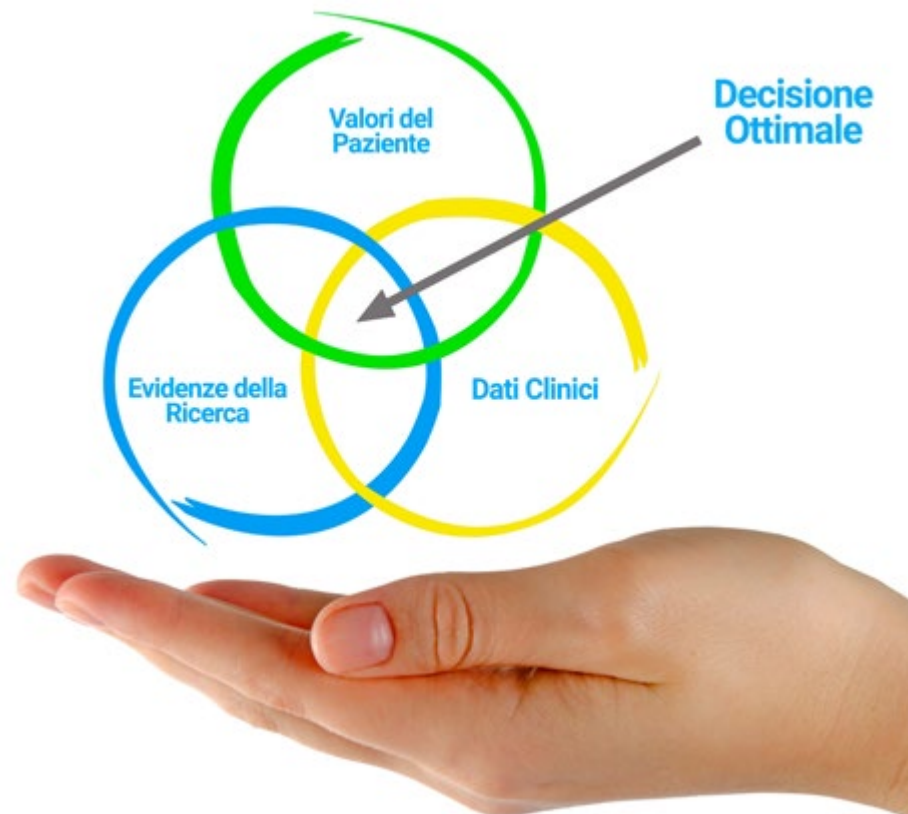 Valori del
Paziente
Decisione
Ottimale
Evidenze della
Ricerca
Dati Clinici